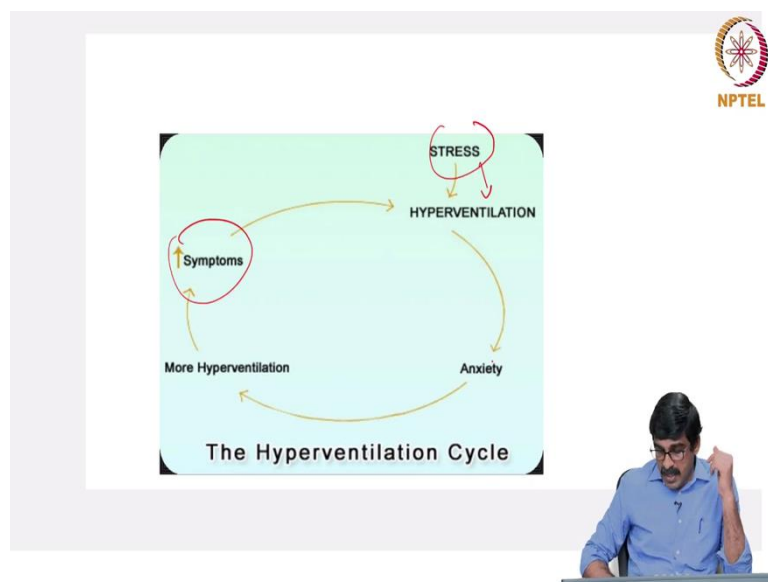 NPTEL
STRESS
HYPERVENTILATION
↑Symptoms
More Hyperventilation
Anxiety
The Hyperventilation Cycle